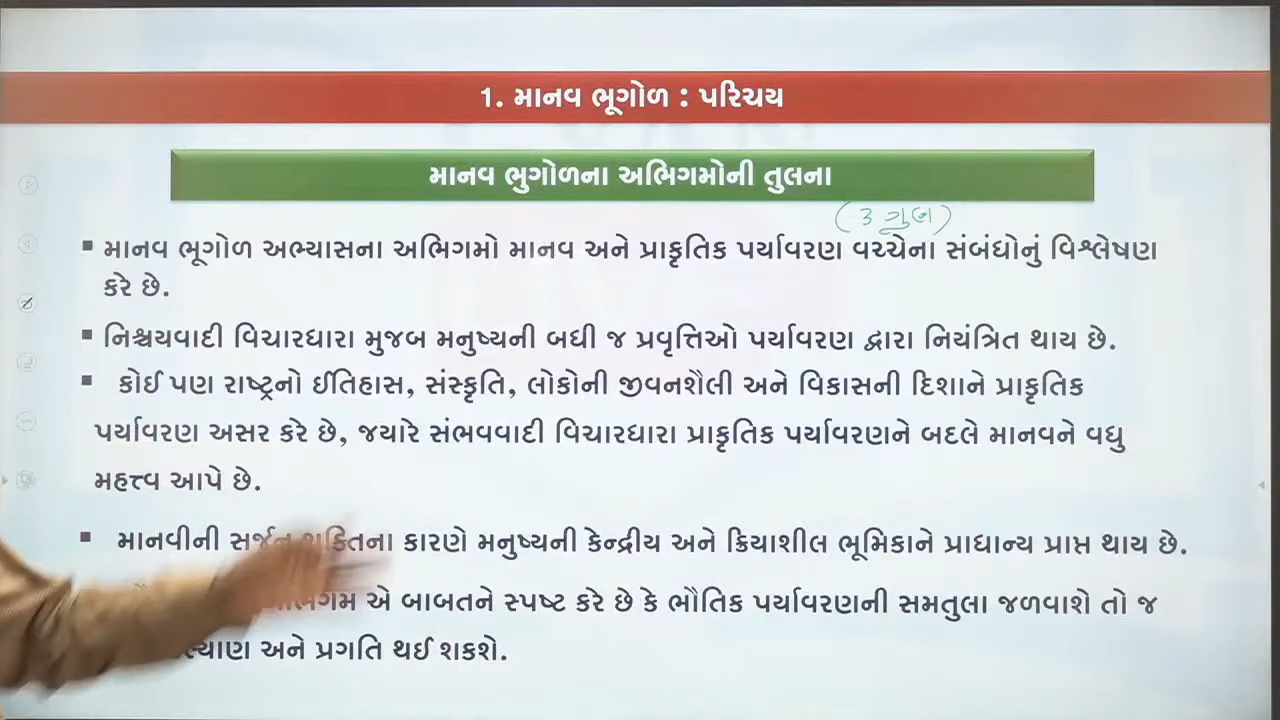 1. માનવ ભૂગોળ : પરિચય
માનવ ભુગોળના અભિગમોની તુલના
(3 ગુણ)
▪ માનવ ભૂગોળ અભ્યાસના અભિગમો માનવ અને પ્રાકૃતિક પર્યાવરણ વચ્ચેના સંબંધોનું વિશ્લેષણ
કરે છે.
▪ નિશ્ચયવાદી વિચારધારા મુજબ મનુષ્યની બધી જ પ્રવૃત્તિઓ પર્યાવરણ દ્વારા નિયંત્રિત થાય છે.
▪ કોઈ પણ રાષ્ટ્રનો ઈતિહાસ, સંસ્કૃતિ, લોકોની જીવનશૈલી અને વિકાસની દિશાને પ્રાકૃતિક
પર્યાવરણ અસર કરે છે, જયારે સંભવવાદી વિચારધારા પ્રાકૃતિક પર્યાવરણને બદલે માનવને વધુ
મહત્ત્વ આપે છે.
▪ માનવીની સર્જન શક્તિના કારણે મનુષ્યની કેન્દ્રીય અને ક્રિયાશીલ ભૂમિકાને પ્રાધાન્ય પ્રાપ્ત થાય છે.
એ બાબતને સ્પષ્ટ કરે છે કે ભૌતિક પર્યાવરણની સમતુલા જળવાશે તો જ
અને પ્રગતિ થઈ શકશે.